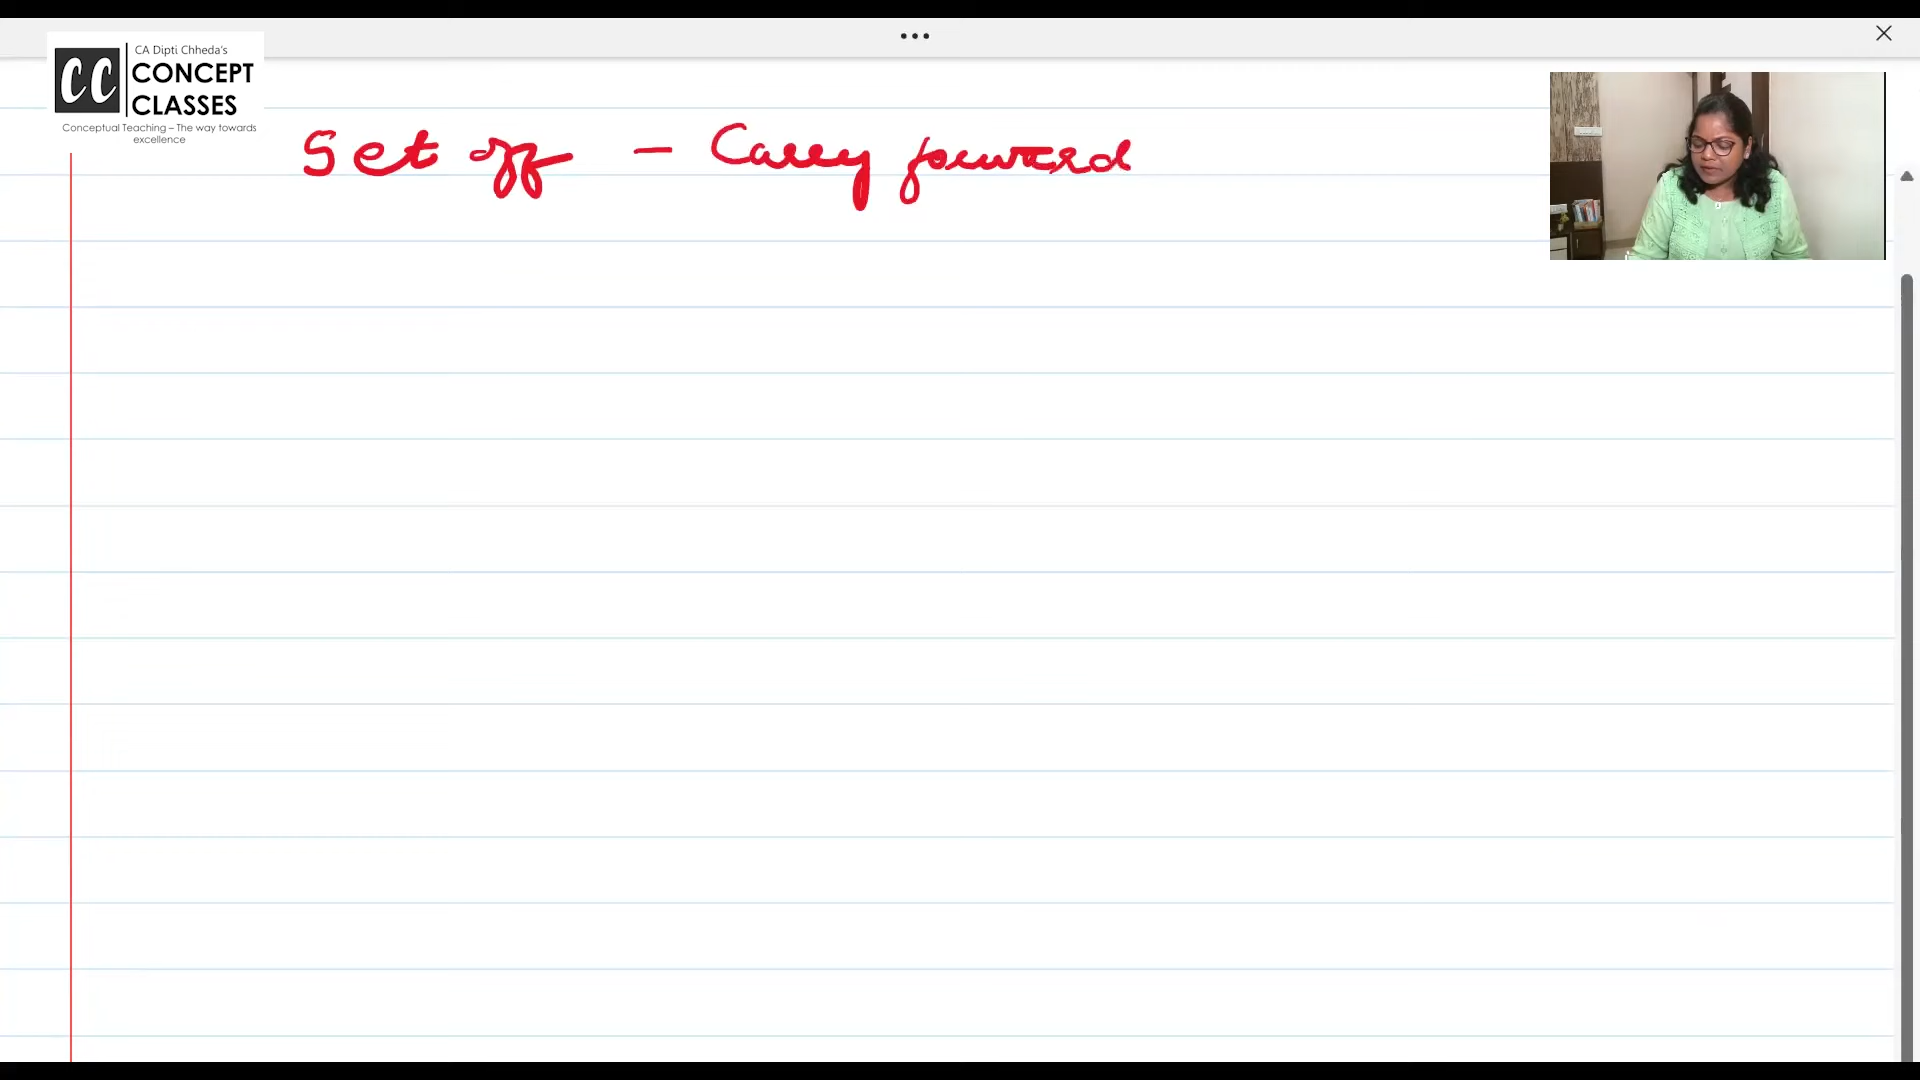 CA Dipti Chheda's
CC CONCEPT
CLASSES
Conceptual Teaching – The way towards
excellence
Set off – Carry forward